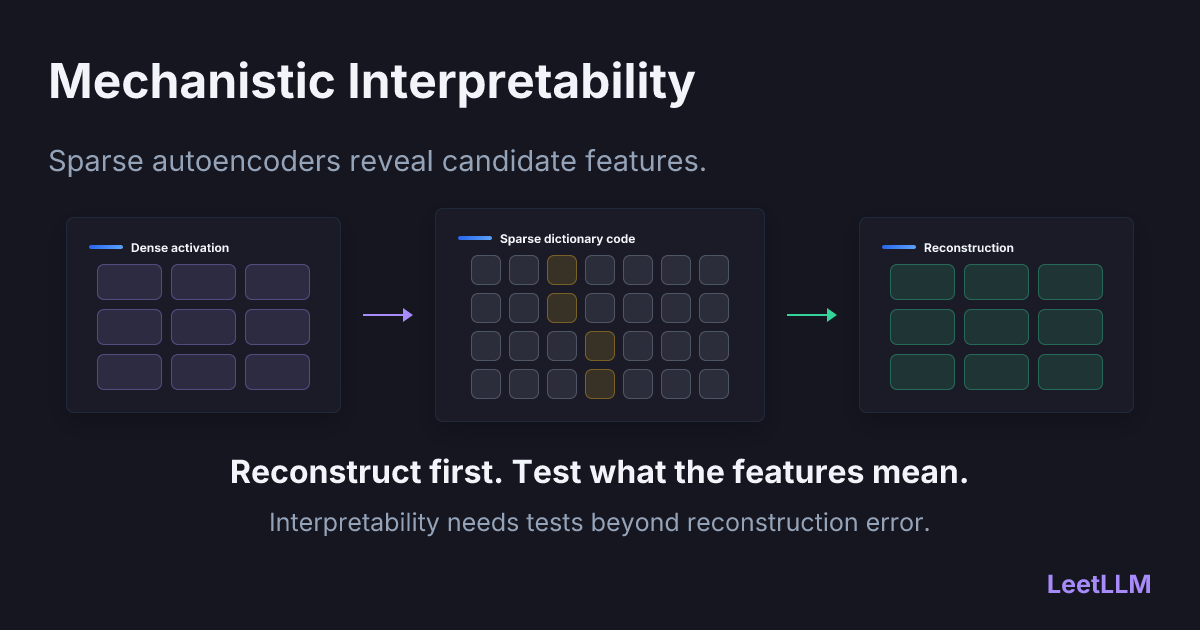 Mechanistic Interpretability
Sparse autoencoders reveal candidate features.
Dense activation
Sparse dictionary code
Reconstruction
Reconstruct first. Test what the features mean.
Interpretability needs tests beyond reconstruction error.
LeetLLM